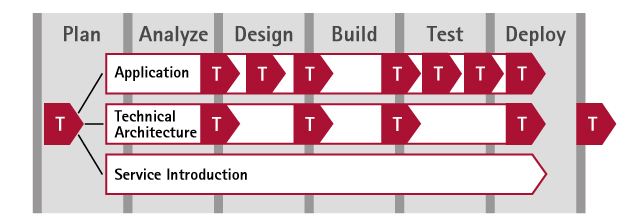 Plan Analyze Design Build Test Deploy
Application T T T T T T T
T Technical Architecture T T T T T
Service Introduction